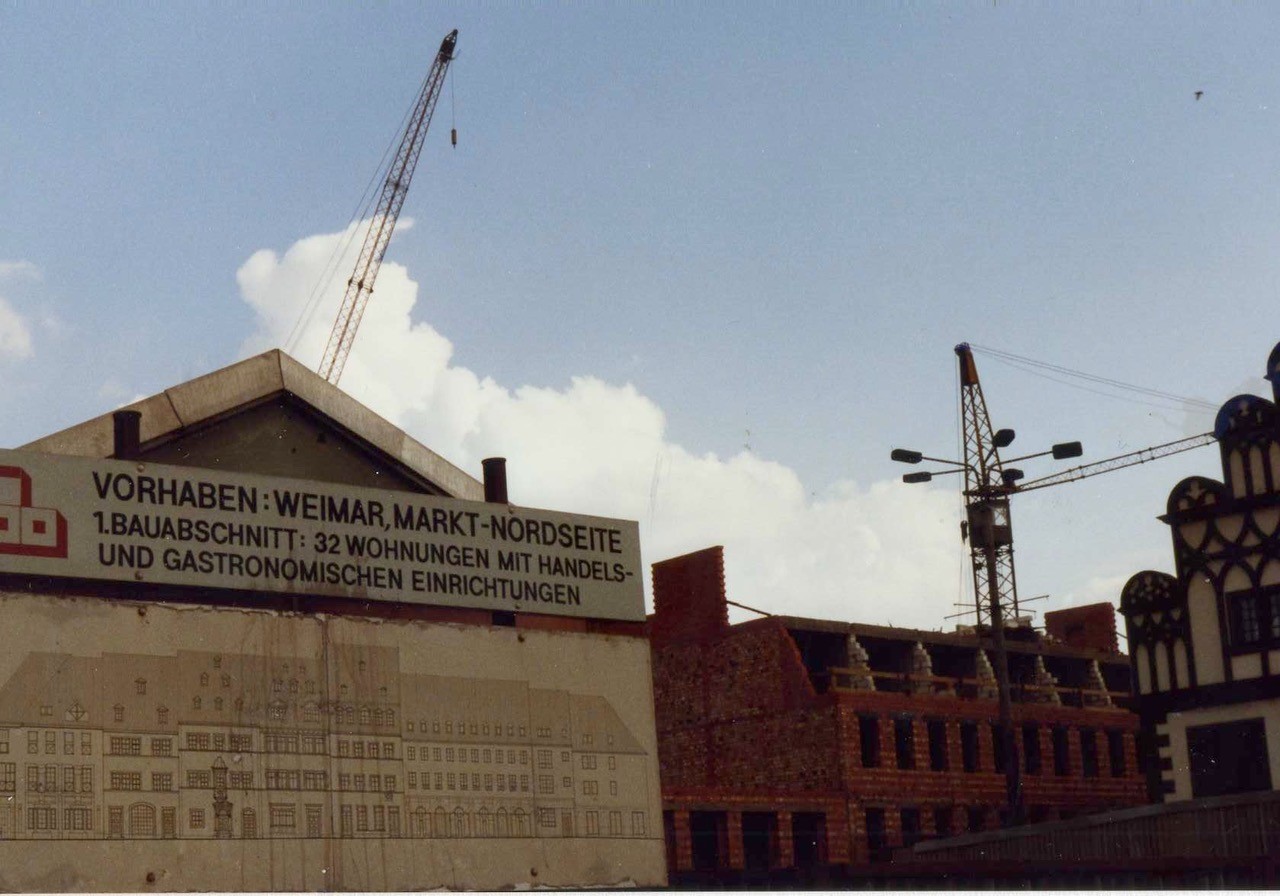 VORHABEN: WEIMAR, MARKT-NORDSEITE
1. BAUABSCHNITT: 32 WOHNUNGEN MIT HANDELS-
UND GASTRONOMISCHEN EINRICHTUNGEN